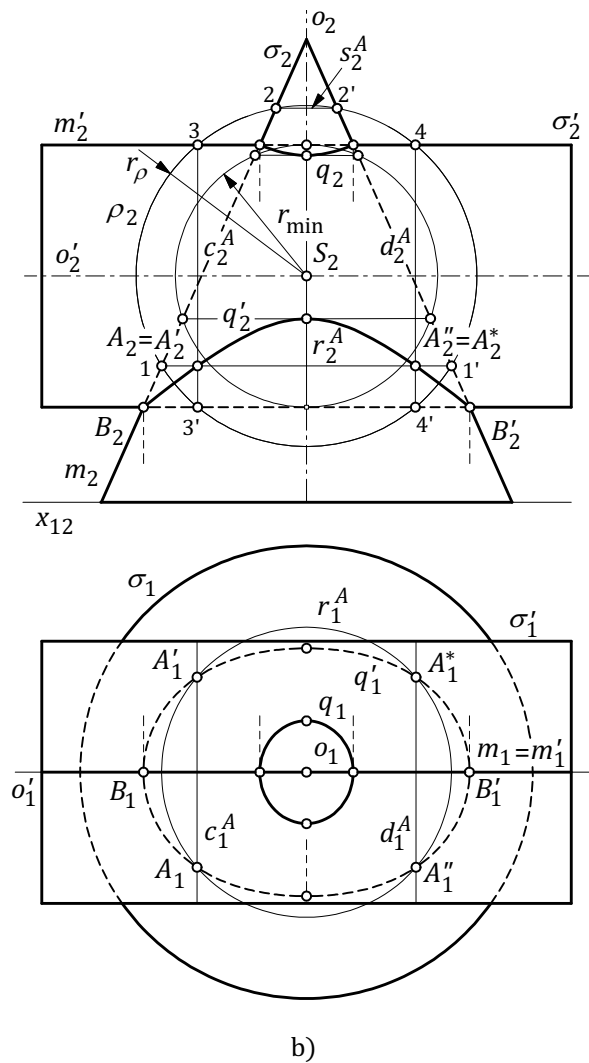 o₂
σ₂ s₂ᴬ
2 2'
m₂' 3 4 σ₂'
r_ρ q₂
ρ₂ r_min
c₂ᴬ S₂ d₂ᴬ
o₂'
q₂'
A₂=A₂' r₂ᴬ A₂''=A₂*
1 1'
B₂ 3' 4' B₂'
m₂
x₁₂
σ₁
r₁ᴬ σ₁'
A₁' q₁' A₁*
q₁
o₁ m₁=m₁'
o₁' B₁ B₁'
c₁ᴬ d₁ᴬ
A₁ A₁''
b)